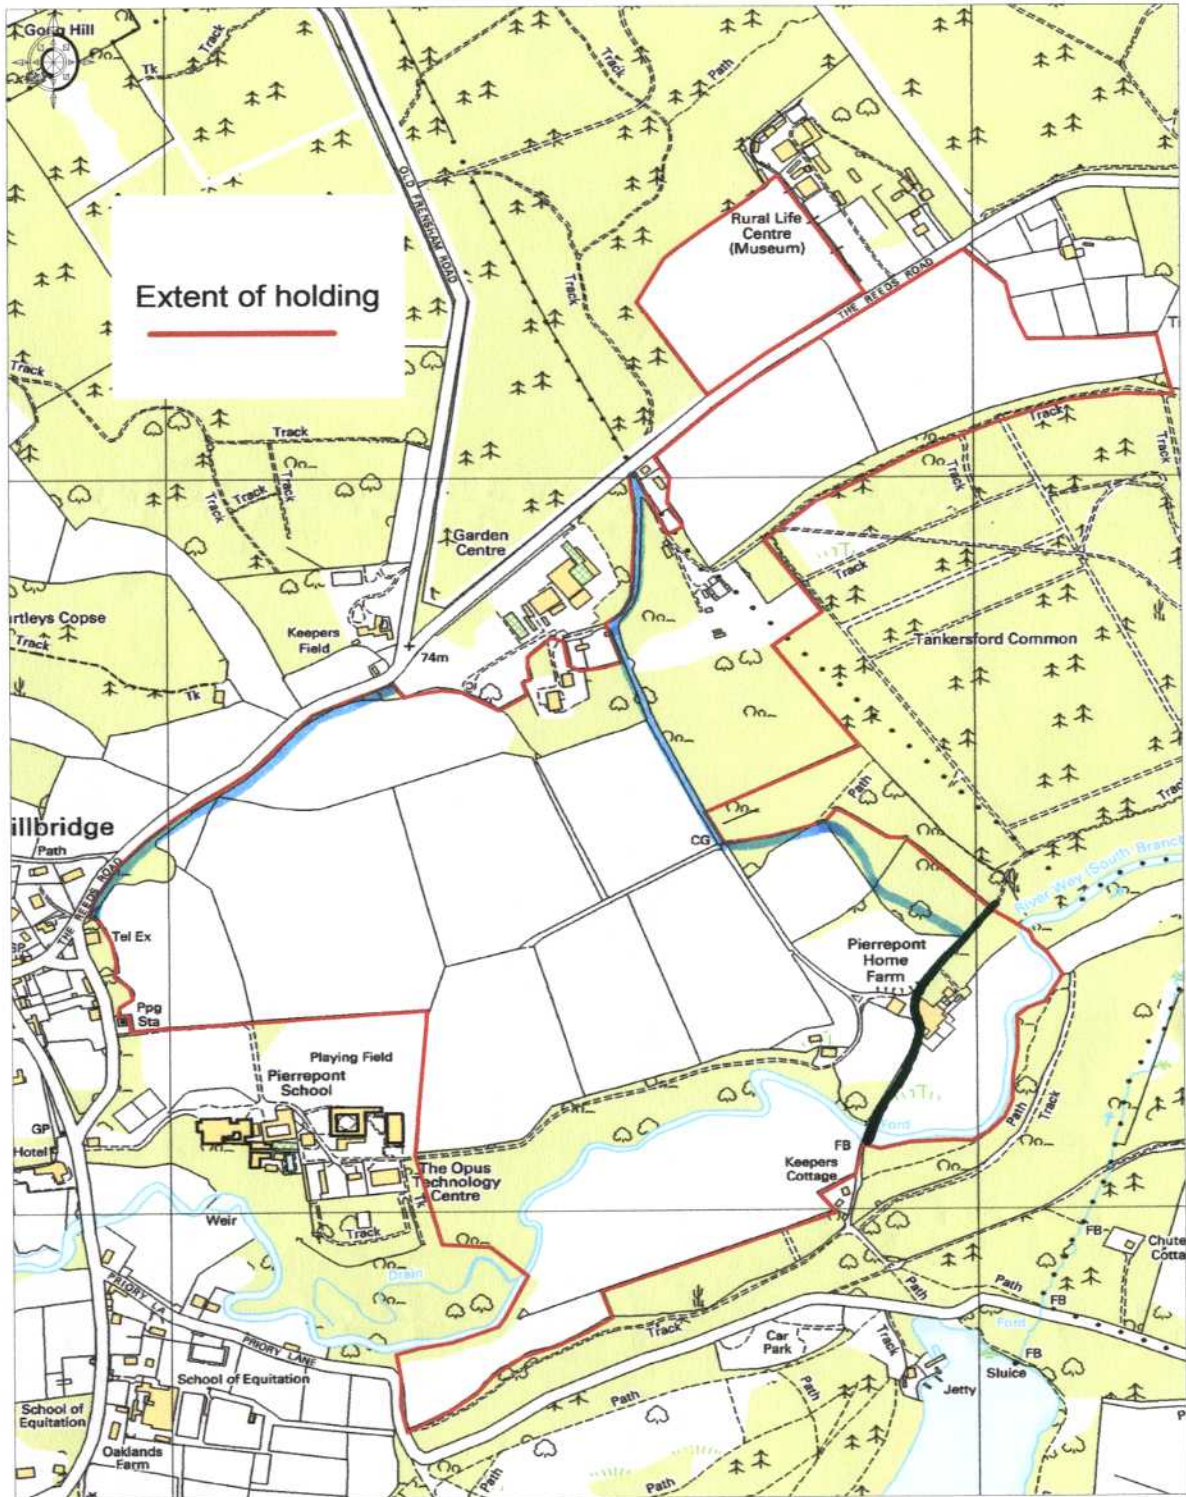 Gong Hill
Track
Tk
Track
Path
OLD FRENSHAM ROAD
Rural Life
Centre
(Museum)
Extent of holding
THE REEDS ROAD
Track
Track
Track
Track
Track
Track
Track
Track
Track
Garden
Centre
Track
Keepers
Field
Tankersford Common
Track
Tk
74m
Path
illbridge
Path
CG
THE REEDS ROAD
River Wey (South Branch
Tel Ex
Pierrepont
Home
Farm
Ppg
Sta
Playing Field
Pierrepont
School
Path
Track
GP
Hotel
Ford
FB
Keepers
Cottage
The Opus
Technology
Centre
Tk
Weir
Track
FB
Chute
Cotta
Drain
Path
Path
FB
PRIORY LA
PRIORY LANE
Track
Ford
Car
Park
Track
FB
School of Equitation
Path
Path
Sluice
Jetty
School of
Equitation
Oaklands
Farm
Path
Path